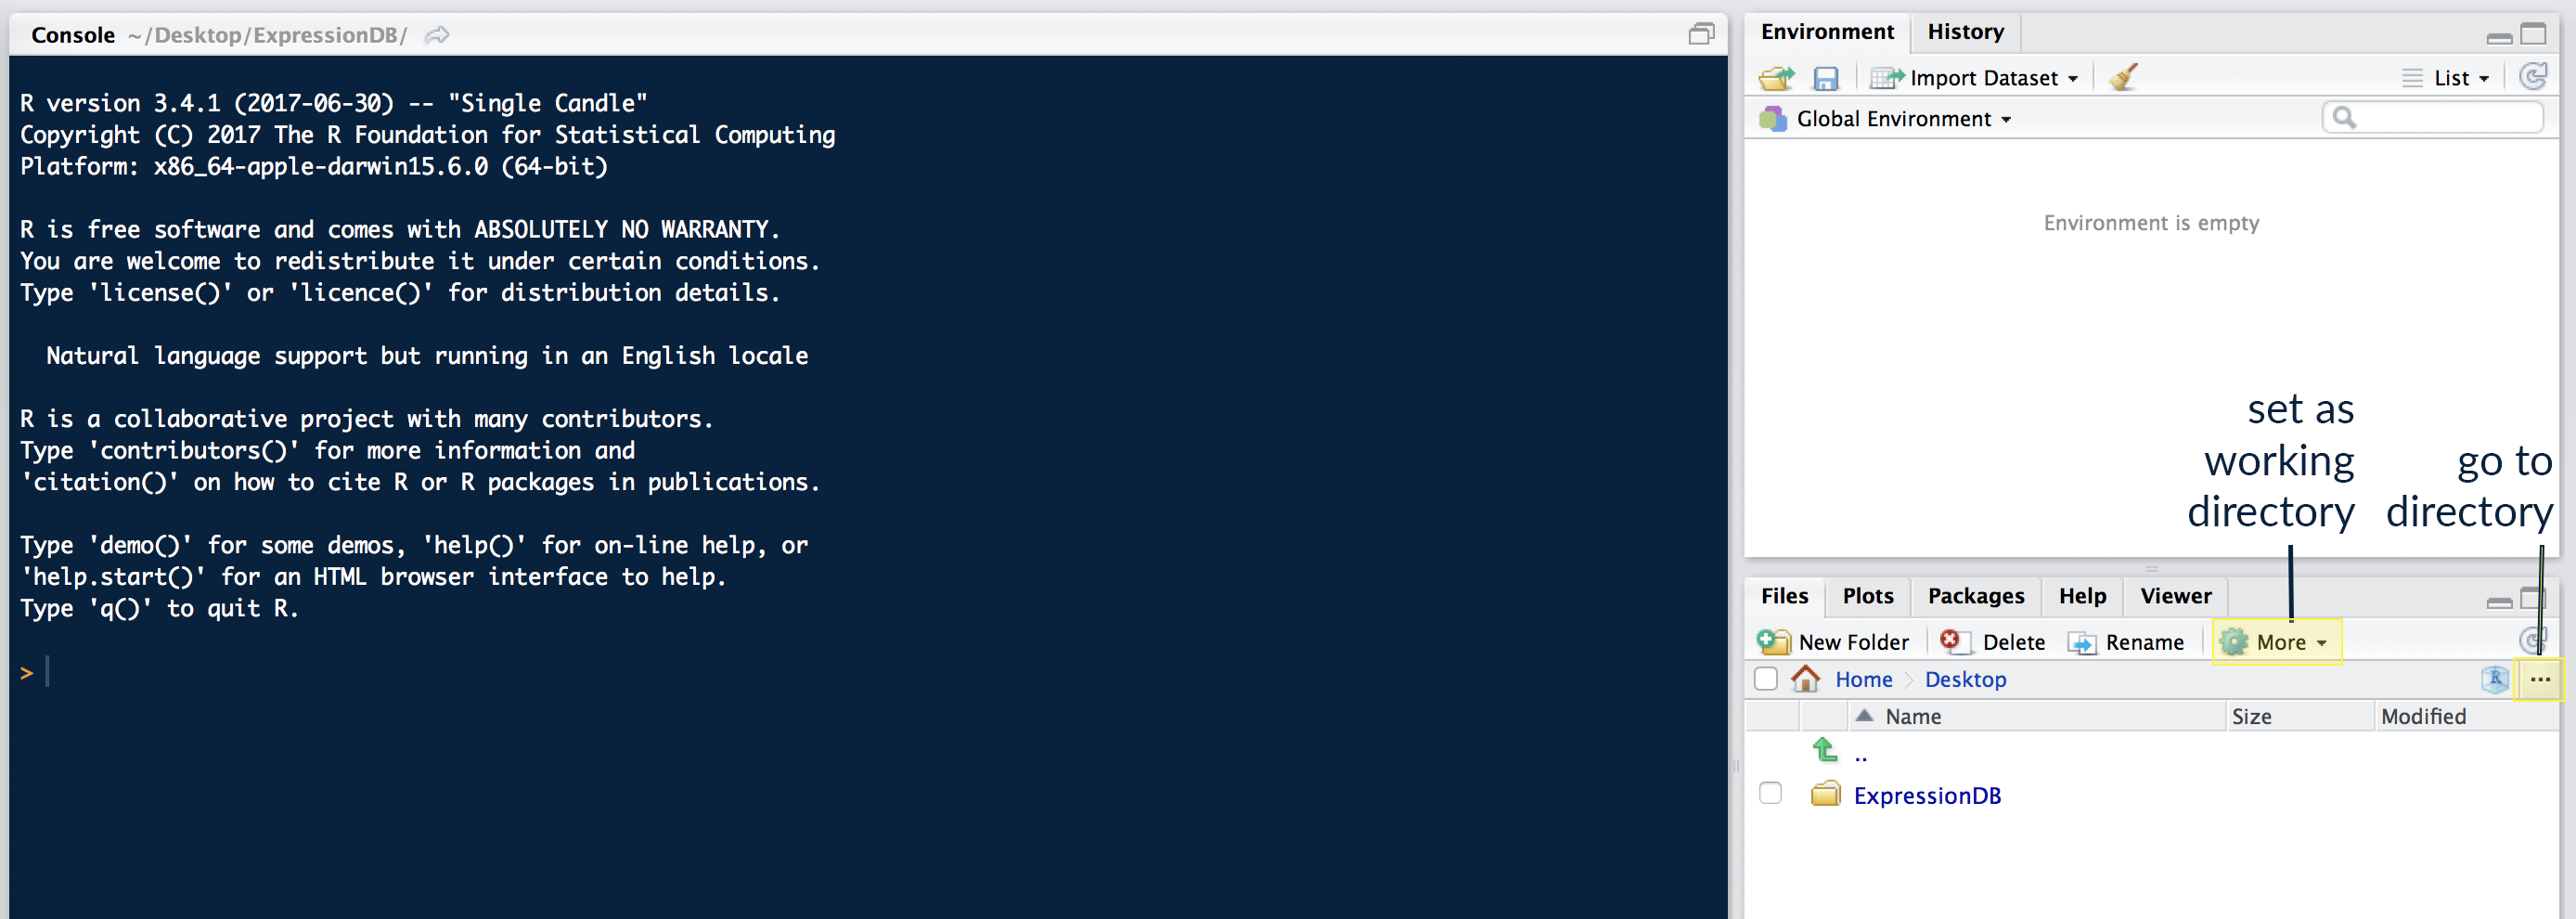 Console ~/Desktop/ExpressionDB/
R version 3.4.1 (2017-06-30) -- "Single Candle"
Copyright (C) 2017 The R Foundation for Statistical Computing
Platform: x86_64-apple-darwin15.6.0 (64-bit)
R is free software and comes with ABSOLUTELY NO WARRANTY.
You are welcome to redistribute it under certain conditions.
Type 'license()' or 'licence()' for distribution details.
Natural language support but running in an English locale
R is a collaborative project with many contributors.
Type 'contributors()' for more information and
'citation()' on how to cite R or R packages in publications.
Type 'demo()' for some demos, 'help()' for on-line help, or
'help.start()' for an HTML browser interface to help.
Type 'q()' to quit R.
>
Environment History
Import Dataset List
Global Environment
Environment is empty
set as
working
directory
go to
directory
Files Plots Packages Help Viewer
New Folder Delete Rename More
Home Desktop R ...
Name Size Modified
..
ExpressionDB